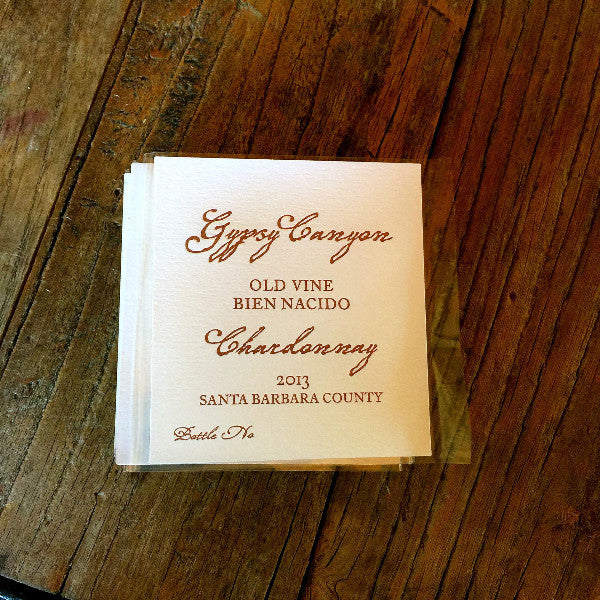 Gypsy Canyon
OLD VINE
BIEN NACIDO
Chardonnay
2013
SANTA BARBARA COUNTY
Bottle No